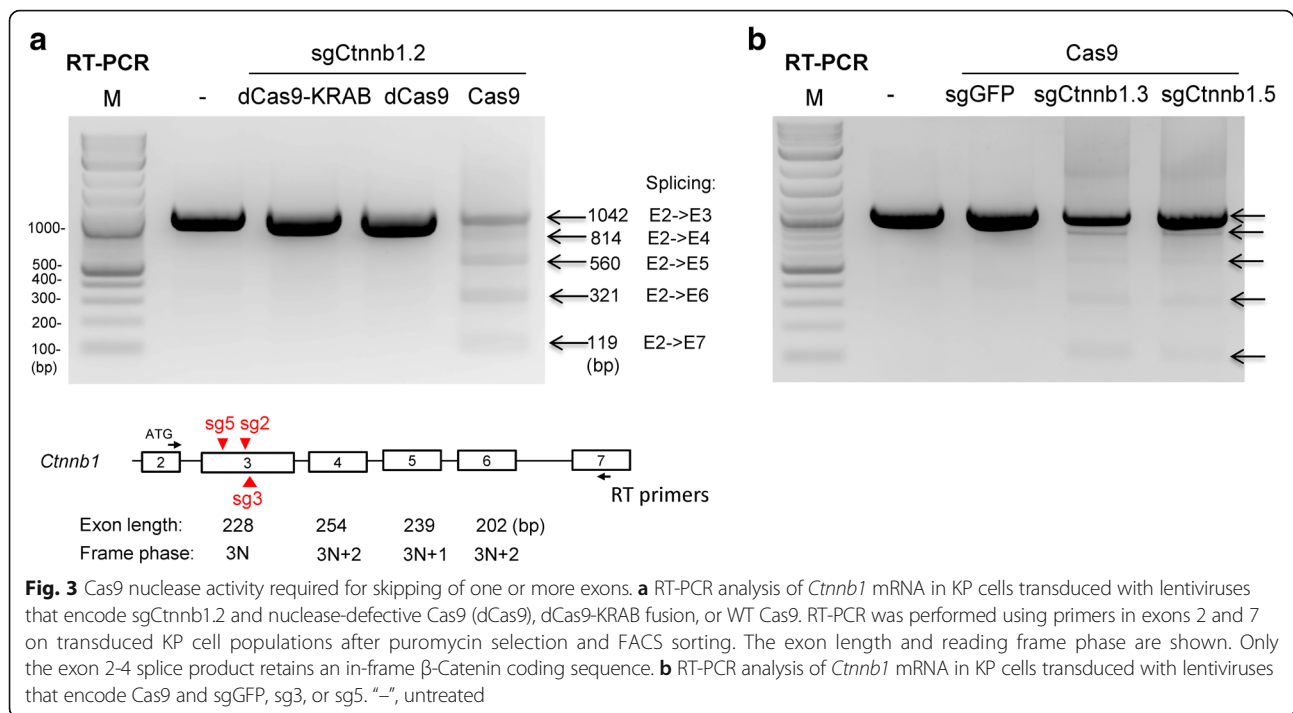 a
RT-PCR
sgCtnnb1.2
M - dCas9-KRAB dCas9 Cas9
1000-
500-
400-
300-
200-
100-
(bp)
Splicing:
1042 E2->E3
814 E2->E4
560 E2->E5
321 E2->E6
119 E2->E7
(bp)
b
RT-PCR
Cas9
M - sgGFP sgCtnnb1.3 sgCtnnb1.5
ATG
sg5 sg2
Ctnnb1 2 3 4 5 6 7
sg3
RT primers
Exon length: 228 254 239 202 (bp)
Frame phase: 3N 3N+2 3N+1 3N+2
Fig. 3 Cas9 nuclease activity required for skipping of one or more exons. a RT-PCR analysis of Ctnnb1 mRNA in KP cells transduced with lentiviruses
that encode sgCtnnb1.2 and nuclease-defective Cas9 (dCas9), dCas9-KRAB fusion, or WT Cas9. RT-PCR was performed using primers in exons 2 and 7
on transduced KP cell populations after puromycin selection and FACS sorting. The exon length and reading frame phase are shown. Only
the exon 2-4 splice product retains an in-frame β-Catenin coding sequence. b RT-PCR analysis of Ctnnb1 mRNA in KP cells transduced with lentiviruses
that encode Cas9 and sgGFP, sg3, or sg5. “–”, untreated